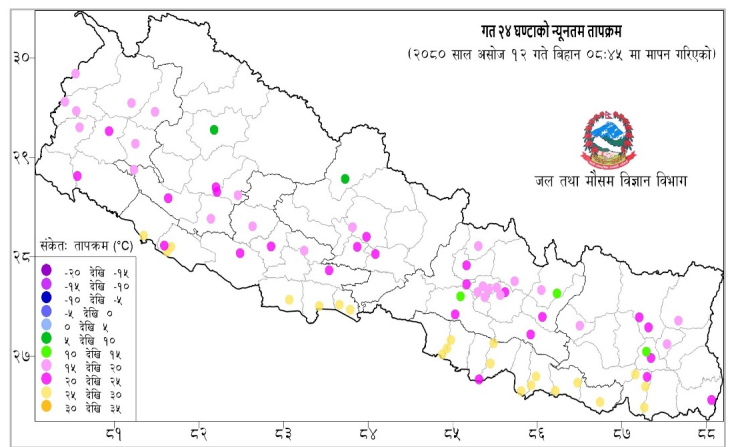 गत २४ घण्टाको न्यूनतम तापक्रम
(२०८० साल असोज १२ गते विहान ०८:४५ मा मापन गरिएको)
जल तथा मौसम विज्ञान विभाग
३०
२९
२८
२७
संकेतः तापक्रम (°C)
-२० देखि -१५
-१५ देखि -१०
-१० देखि -५
-५ देखि ०
० देखि ५
५ देखि १०
१० देखि १५
१५ देखि २०
२० देखि २५
२५ देखि ३०
३० देखि ३५
८१ ८२ ८३ ८४ ८५ ८६ ८७ ८८